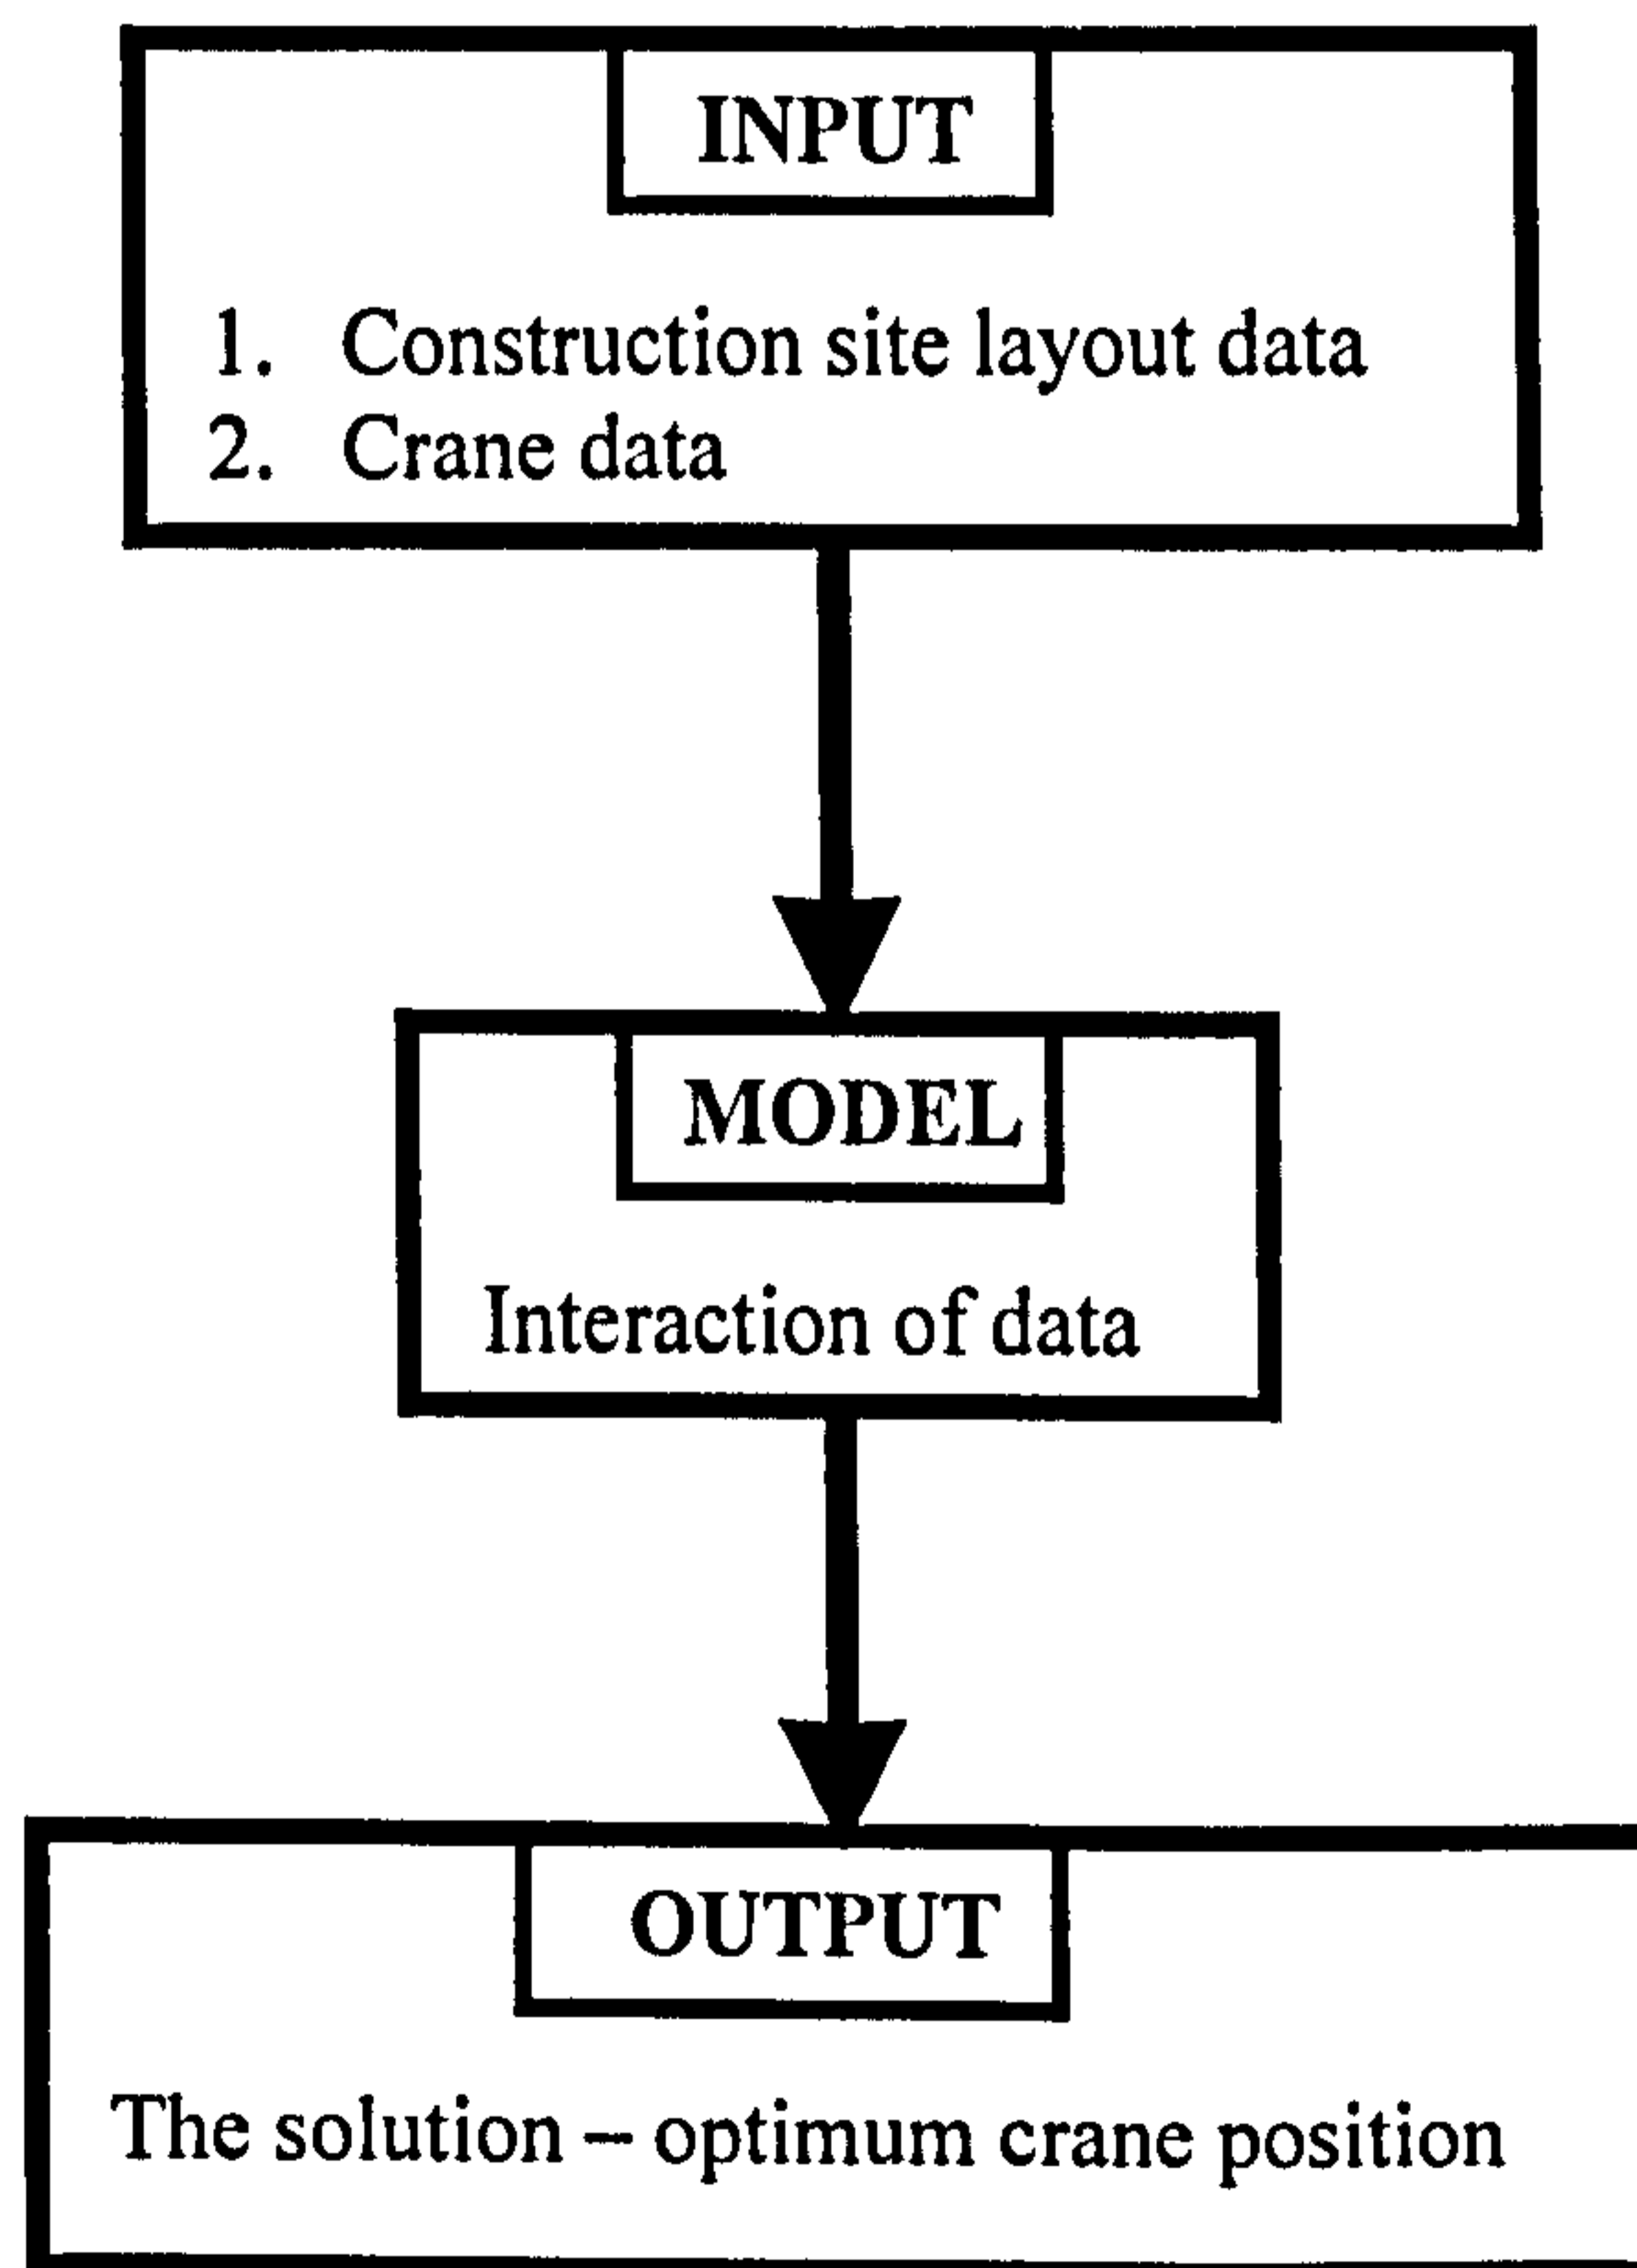 INPUT
1. Construction site layout data
2. Crane data
MODEL
Interaction of data
OUTPUT
The solution – optimum crane position